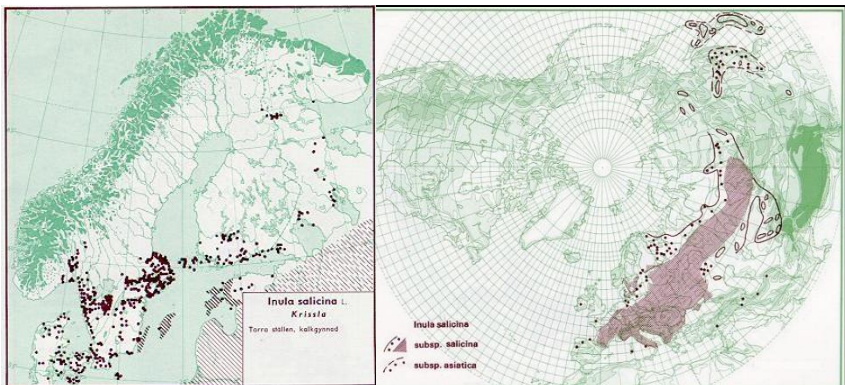 Inula salicina L.
Krissla
Torra ställen, kalkgynnad
Inula salicina
subsp. salicina
subsp. asiatica